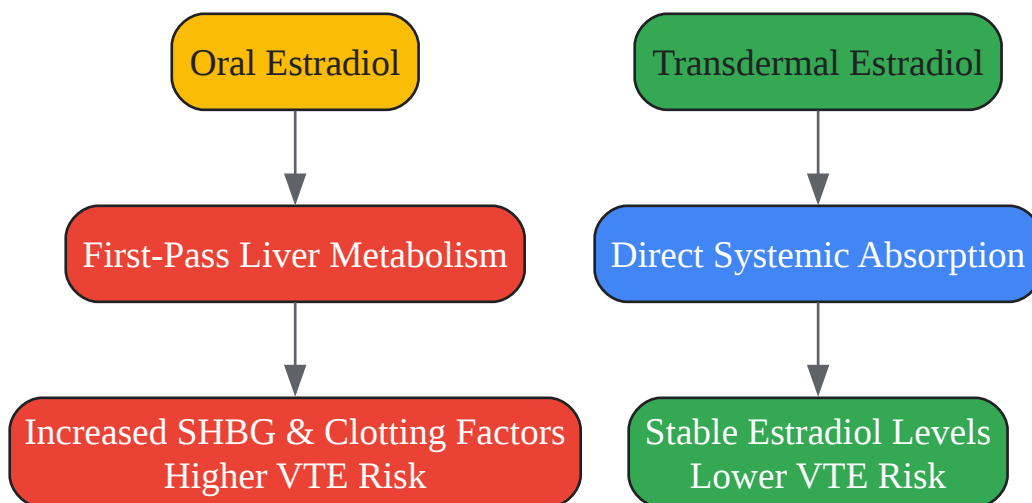 Oral Estradiol
Transdermal Estradiol
First-Pass Liver Metabolism
Direct Systemic Absorption
Increased SHBG & Clotting Factors
Higher VTE Risk
Stable Estradiol Levels
Lower VTE Risk